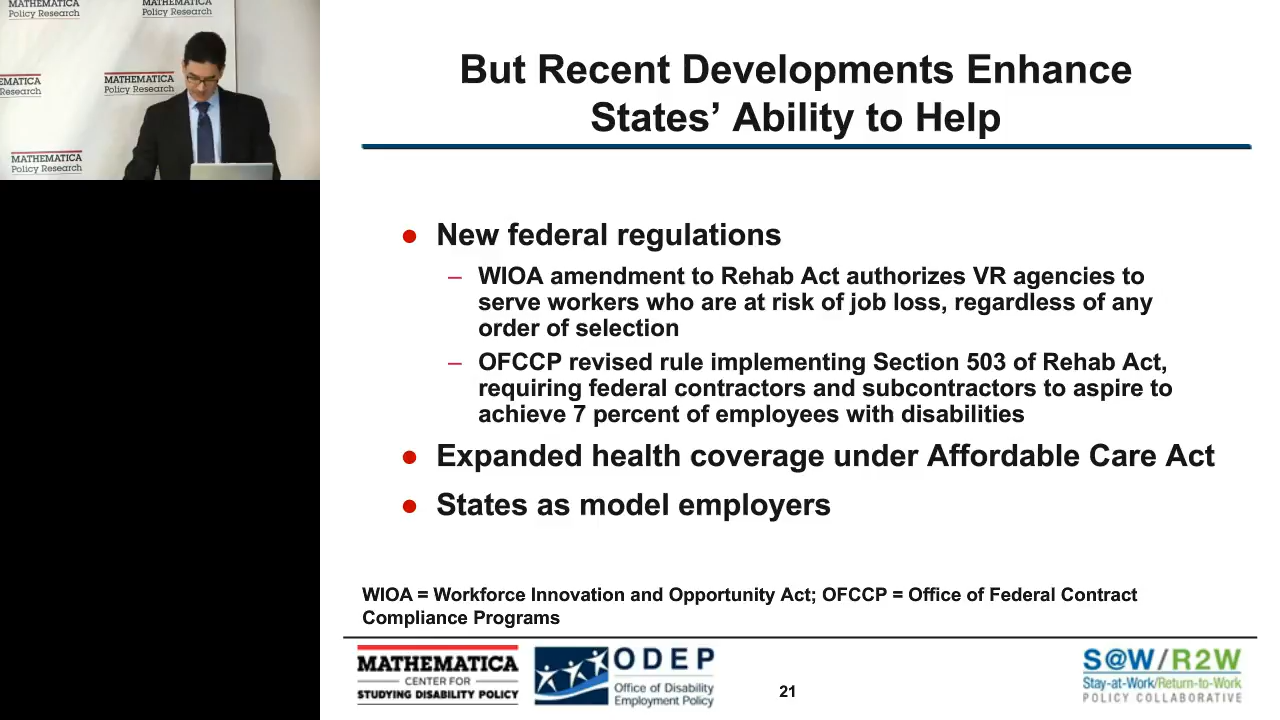 MATHEMATICA
Policy Research
MATHEMATICA
Policy Research
MATICA
Research
MATHEMATICA
Policy Research
MATHEMATICA
Policy Research
But Recent Developments Enhance
States’ Ability to Help
● New federal regulations
– WIOA amendment to Rehab Act authorizes VR agencies to
serve workers who are at risk of job loss, regardless of any
order of selection
– OFCCP revised rule implementing Section 503 of Rehab Act,
requiring federal contractors and subcontractors to aspire to
achieve 7 percent of employees with disabilities
● Expanded health coverage under Affordable Care Act
● States as model employers
WIOA = Workforce Innovation and Opportunity Act; OFCCP = Office of Federal Contract
Compliance Programs
MATHEMATICA
CENTER FOR
STUDYING DISABILITY POLICY
ODEP
Office of Disability
Employment Policy
21
S@W/R2W
Stay-at-Work/Return-to-Work
POLICY COLLABORATIVE